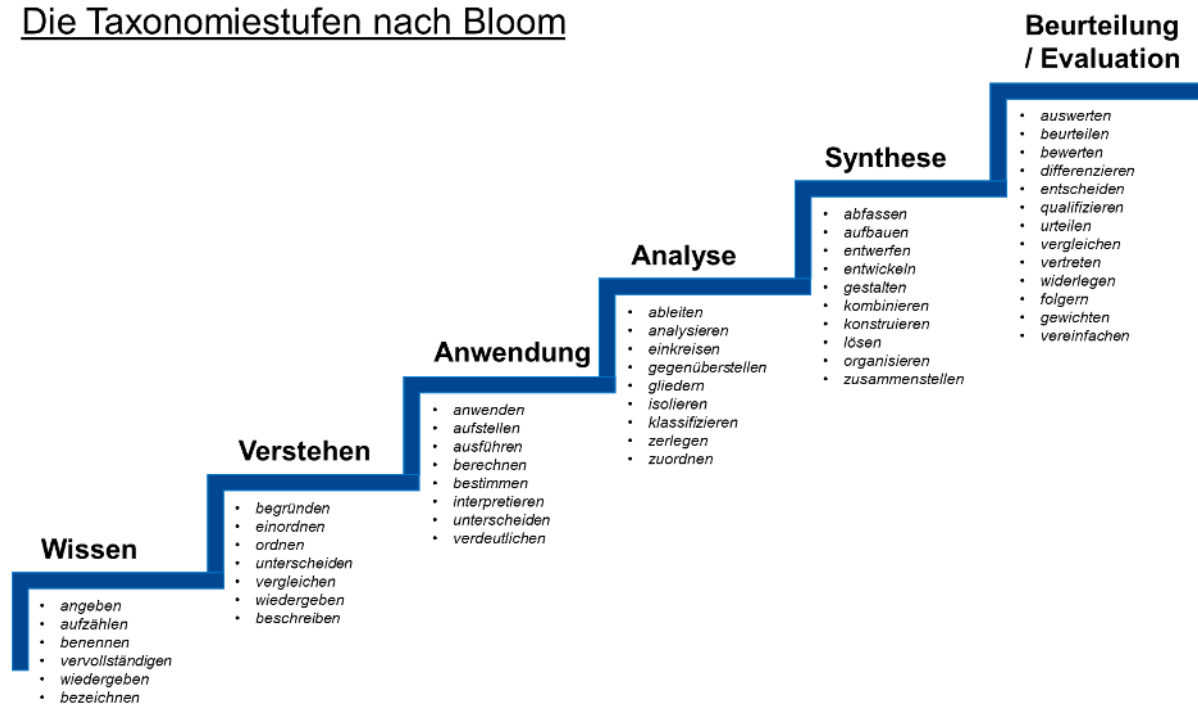 Die Taxonomiestufen nach Bloom
Wissen
angeben
aufzählen
benennen
vervollständigen
wiedergeben
bezeichnen
Verstehen
begründen
einordnen
ordnen
unterscheiden
vergleichen
wiedergeben
beschreiben
Anwendung
anwenden
aufstellen
ausführen
berechnen
bestimmen
interpretieren
unterscheiden
verdeutlichen
Analyse
ableiten
analysieren
einkreisen
gegenüberstellen
gliedern
isolieren
klassifizieren
zerlegen
zuordnen
Synthese
abfassen
aufbauen
entwerfen
entwickeln
gestalten
kombinieren
konstruieren
lösen
organisieren
zusammenstellen
Beurteilung
/ Evaluation
auswerten
beurteilen
bewerten
differenzieren
entscheiden
qualifizieren
urteilen
vergleichen
vertreten
widerlegen
folgern
gewichten
vereinfachen